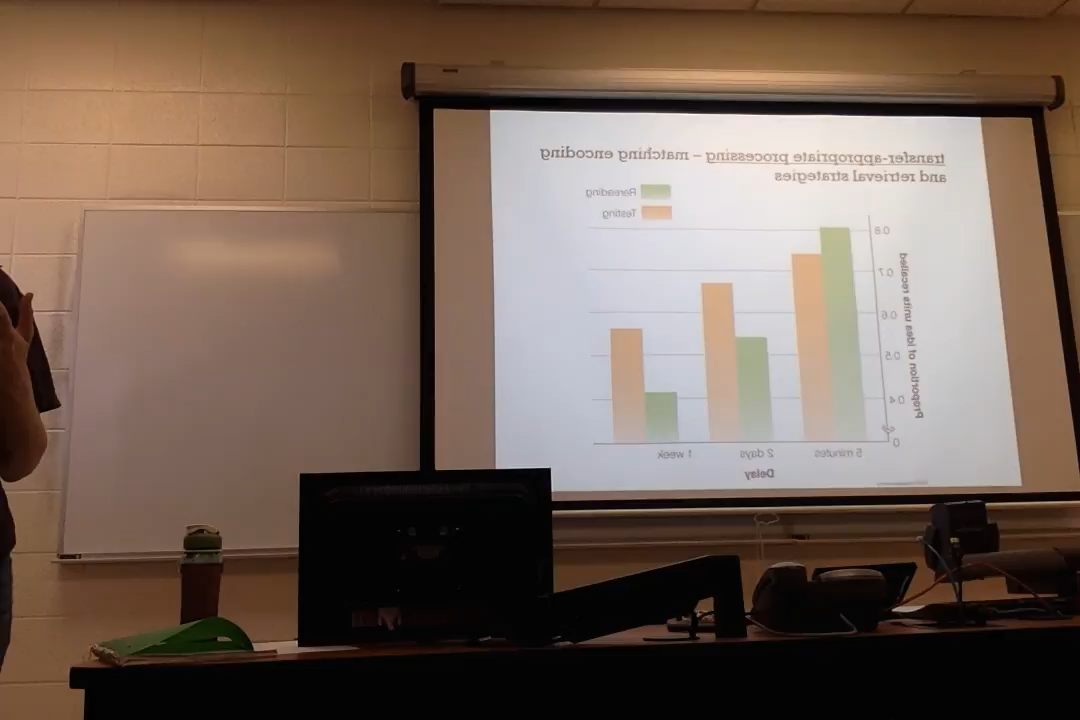 transfer-appropriate processing – matching encoding
and retrieval strategies
Rereading
Testing
Proportion of idea units recalled
0.8
0.7
0.6
0.5
0.4
0
5 minutes
2 days
1 week
Delay